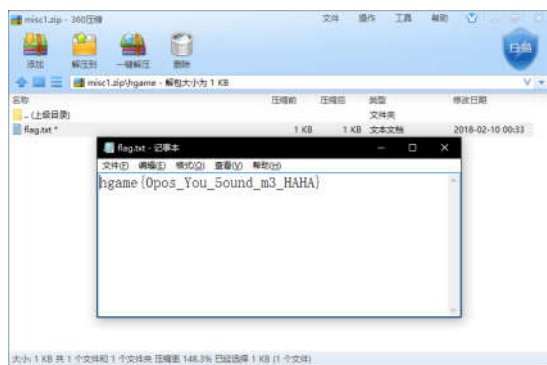 misc1.zip - 360压缩
文件 操作 工具 帮助
添加 解压到 一键解压 删除
扫描
misc1.zip\hgame - 解包大小为 1 KB
名称 压缩前 压缩后 类型 修改日期
.. (上级目录) 文件夹
flag.txt * 1 KB 1 KB 文本文档 2018-02-10 00:33
flag.txt - 记事本
文件(F) 编辑(E) 格式(O) 查看(V) 帮助(H)
hgame{Opos_You_5ound_m3_HAHA}
大小: 1 KB 共 1 个文件和 1 个文件夹 压缩率 148.3% 已经选择 1 KB (1 个文件)